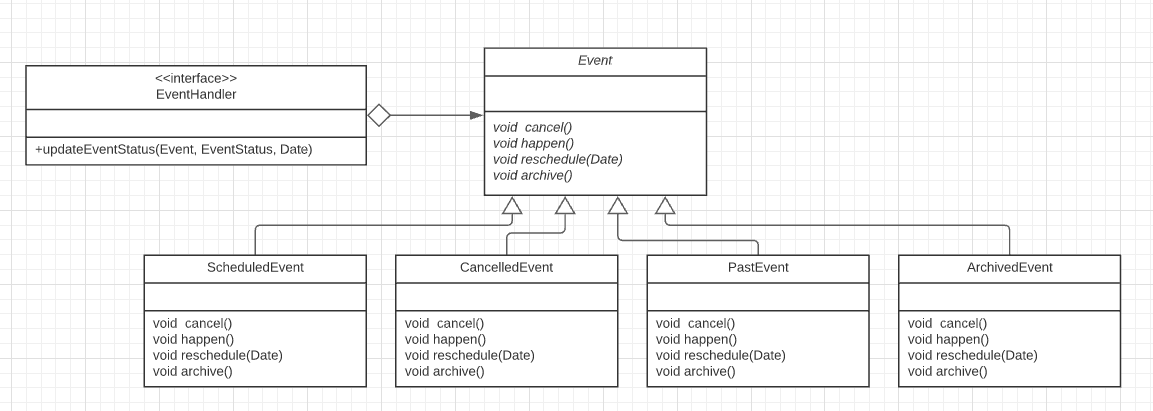 <<interface>>
EventHandler
+updateEventStatus(Event, EventStatus, Date)
Event
void  cancel()
void happen()
void reschedule(Date)
void archive()
ScheduledEvent
void  cancel()
void happen()
void reschedule(Date)
void archive()
CancelledEvent
void  cancel()
void happen()
void reschedule(Date)
void archive()
PastEvent
void  cancel()
void happen()
void reschedule(Date)
void archive()
ArchivedEvent
void  cancel()
void happen()
void reschedule(Date)
void archive()